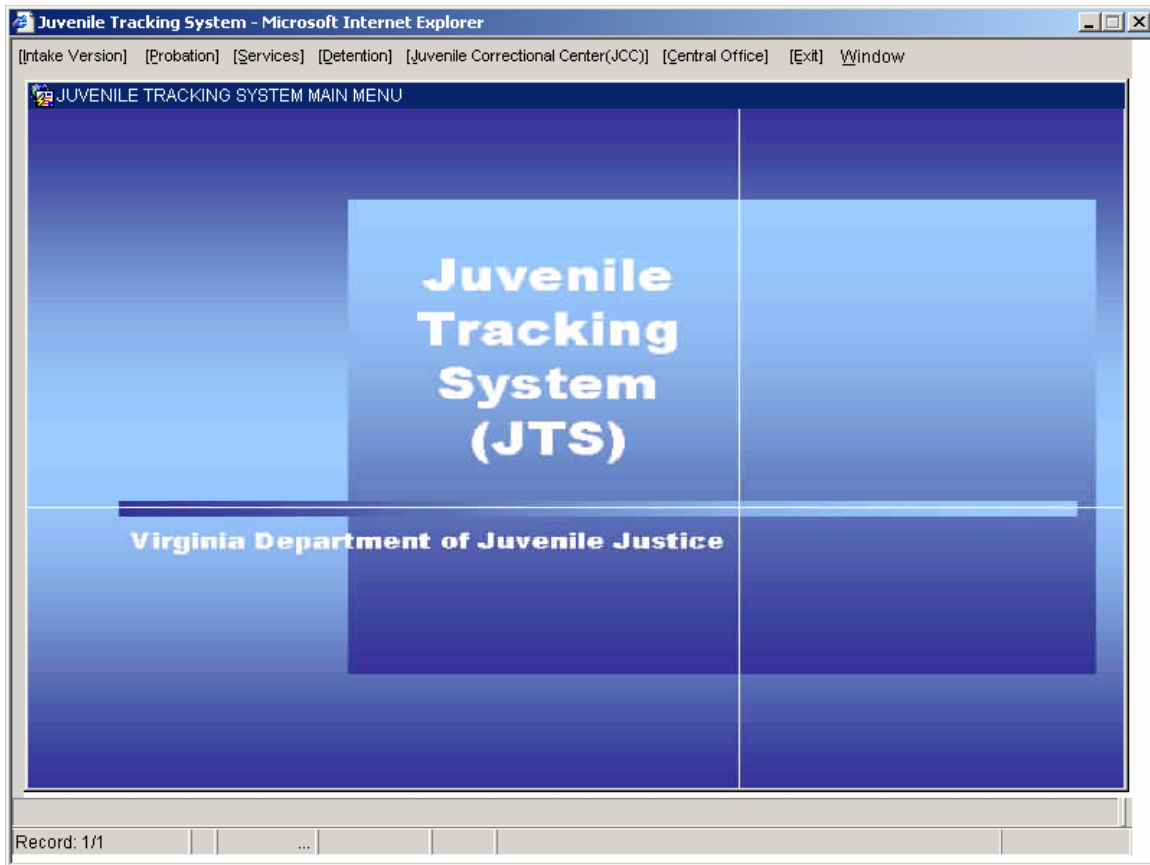 Juvenile Tracking System - Microsoft Internet Explorer
[Intake Version] [Probation] [Services] [Detention] [Juvenile Correctional Center(JCC)] [Central Office] [Exit] Window
JUVENILE TRACKING SYSTEM MAIN MENU
Juvenile
Tracking
System
(JTS)
Virginia Department of Juvenile Justice
Record: 1/1 ...